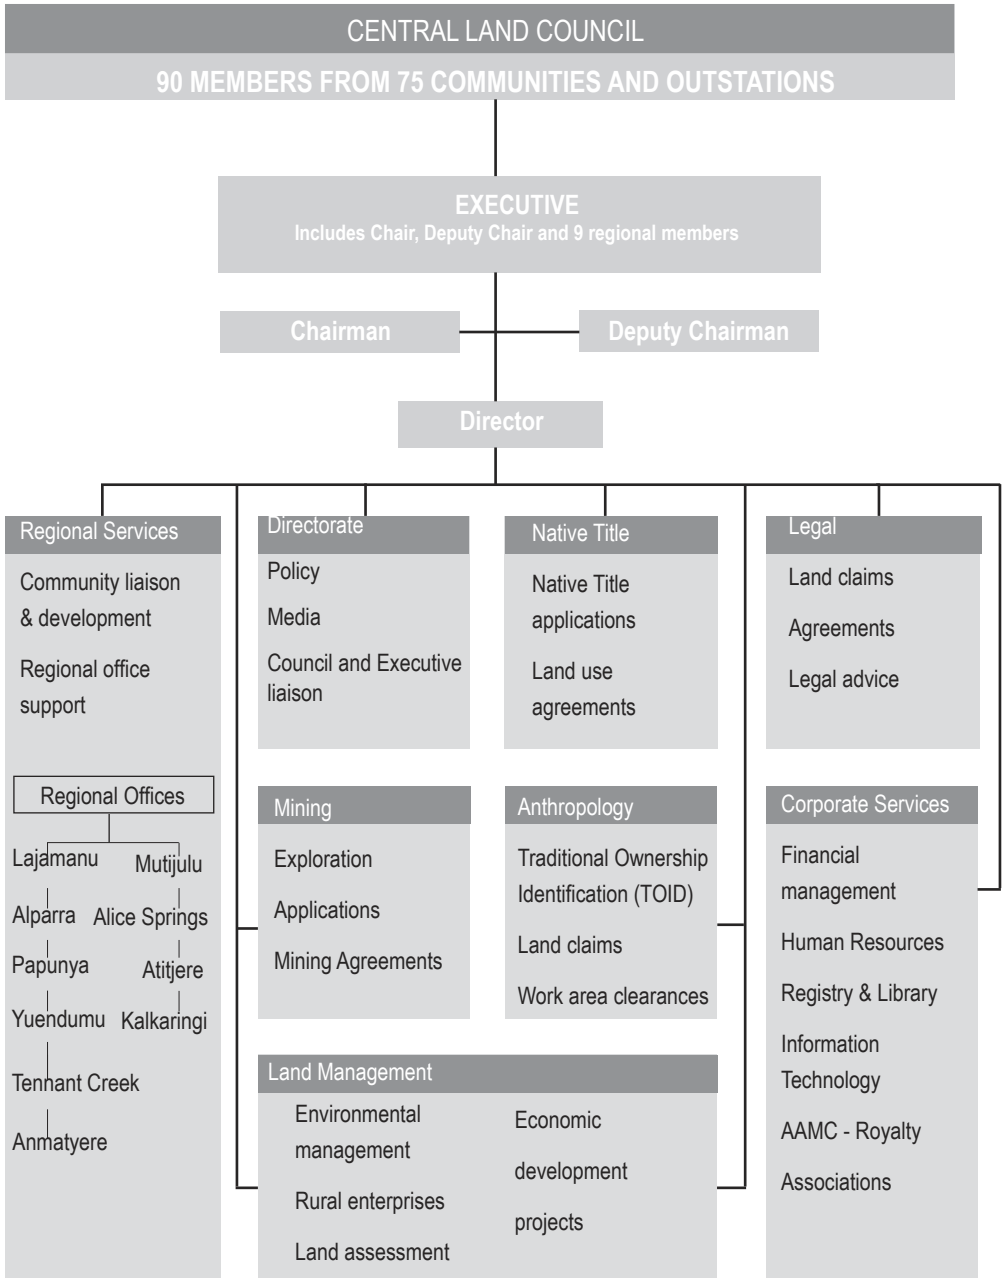 CENTRAL LAND COUNCIL
90 MEMBERS FROM 75 COMMUNITIES AND OUTSTATIONS
EXECUTIVE
Includes Chair, Deputy Chair and 9 regional members
Chairman
Deputy Chairman
Director
Regional Services
Community liaison
& development
Regional office
support
Regional Offices
Lajamanu
Alparra
Papunya
Yuendumu
Tennant Creek
Anmatyere
Mutijulu
Alice Springs
Atitjere
Kalkaringi
Directorate
Policy
Media
Council and Executive
liaison
Native Title
Native Title
applications
Land use
agreements
Legal
Land claims
Agreements
Legal advice
Mining
Exploration
Applications
Mining Agreements
Anthropology
Traditional Ownership
Identification (TOID)
Land claims
Work area clearances
Corporate Services
Financial
management
Human Resources
Registry & Library
Information
Technology
AAMC - Royalty
Associations
Land Management
Environmental
management
Rural enterprises
Land assessment
Economic
development
projects